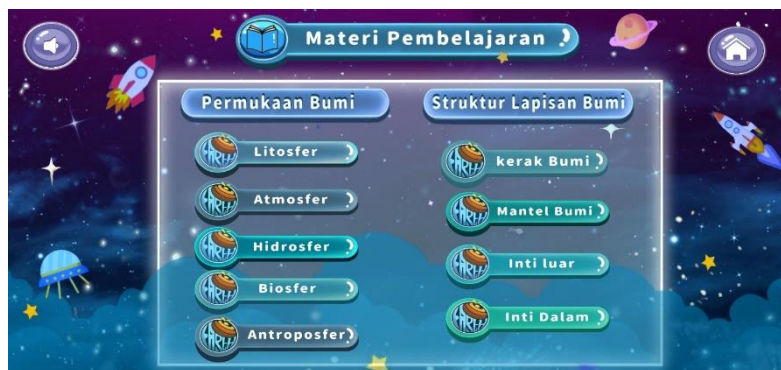 Materi Pembelajaran
Permukaan Bumi
Litosfer
Atmosfer
Hidrosfer
Biosfer
Antroposfer
Struktur Lapisan Bumi
kerak Bumi
Mantel Bumi
Inti luar
Inti Dalam